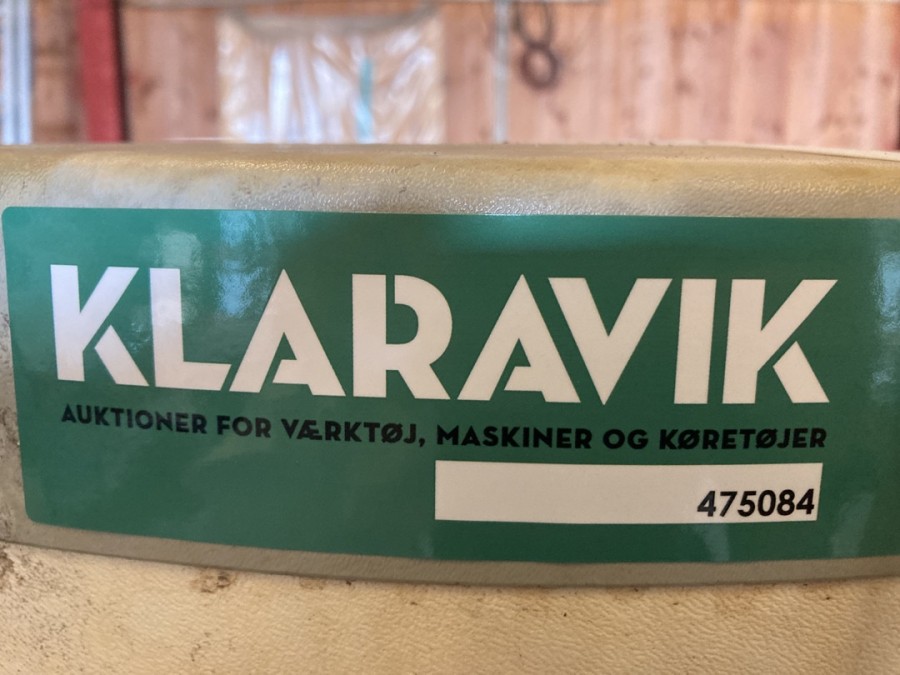 KLARAVIK
AUKTIONER FOR VÆRKTØJ, MASKINER OG KØRETØJER
475084